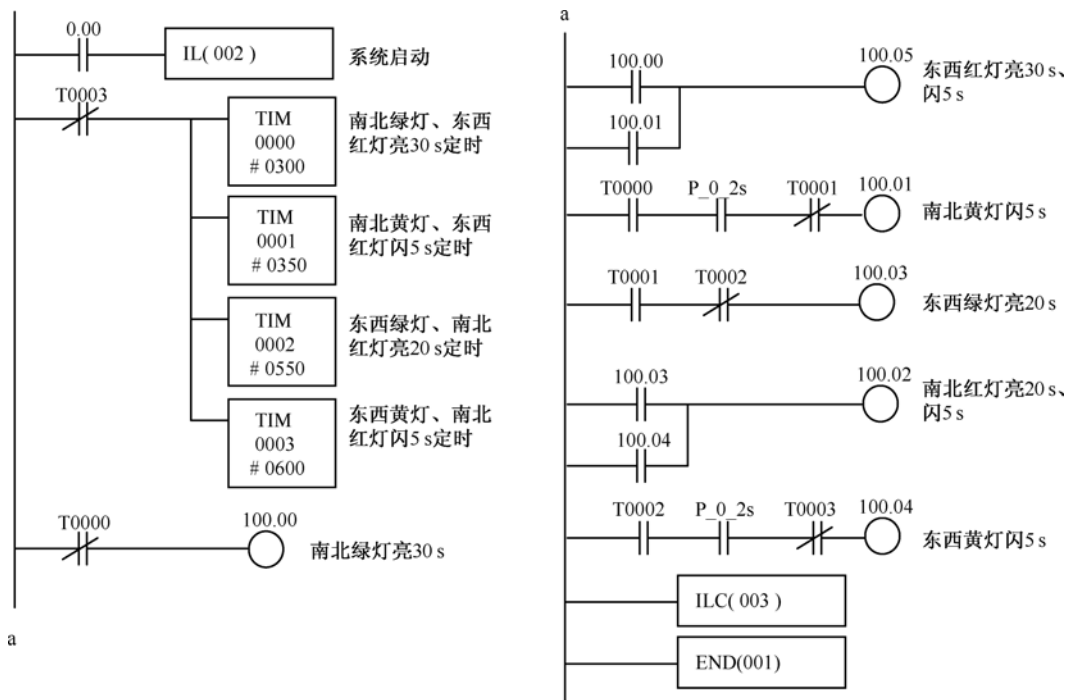 0.00
IL( 002 )
系统启动
T0003
TIM
0000
# 0300
南北绿灯、东西
红灯亮30 s定时
TIM
0001
# 0350
南北黄灯、东西
红灯闪5 s定时
TIM
0002
# 0550
东西绿灯、南北
红灯亮20 s定时
TIM
0003
# 0600
东西黄灯、南北
红灯闪5 s定时
T0000
100.00
南北绿灯亮30 s
a
a
100.00
100.05
东西红灯亮30 s、
闪5 s
100.01
T0000
P_0_2s
T0001
100.01
南北黄灯闪5 s
T0001
T0002
100.03
东西绿灯亮20 s
100.03
100.02
南北红灯亮20 s、
闪5 s
100.04
T0002
P_0_2s
T0003
100.04
东西黄灯闪5 s
ILC( 003 )
END(001)